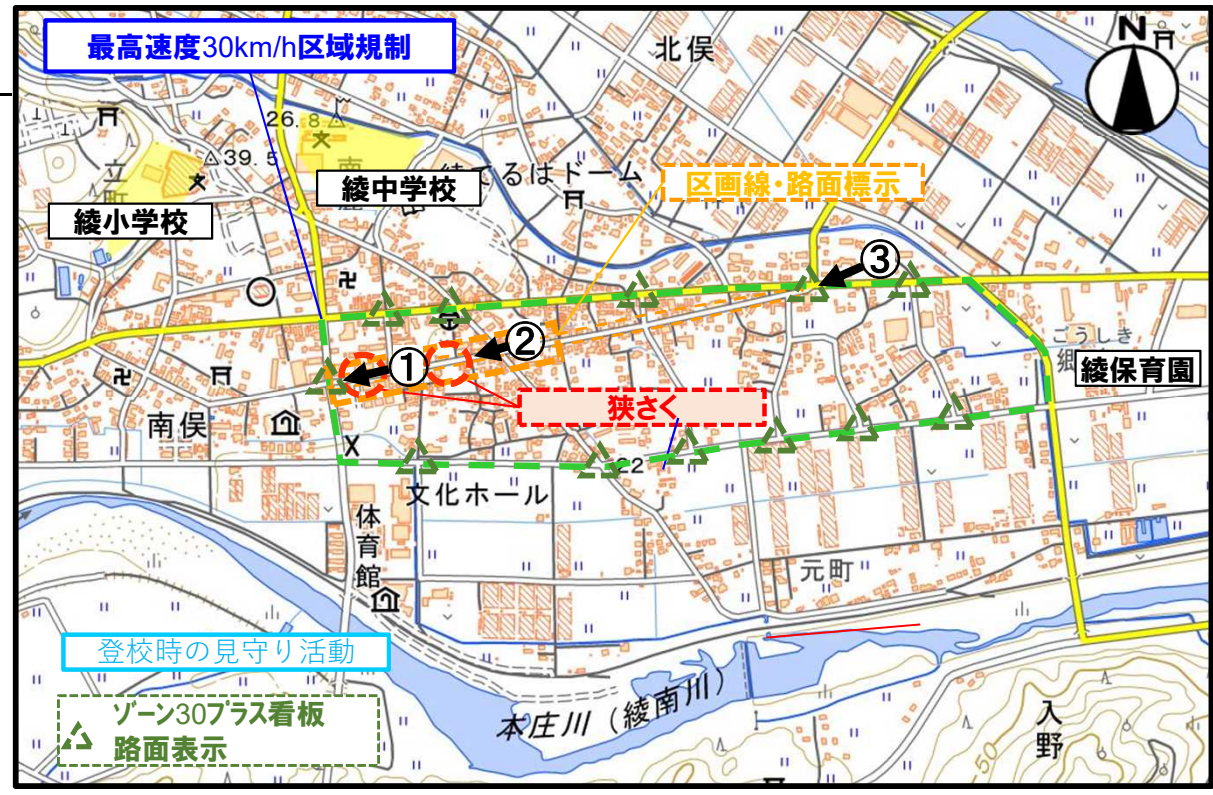 最高速度30km/h区域規制
北俣
N
26.8
39.5
立町
綾中学校
綾てるはドーム
区画線・路面標示
綾小学校
③
②
①
ごうしき
郷
綾保育園
狭さく
南俣
X
22
文化ホール
体育館
元町
登校時の見守り活動
本庄川(綾南川)
入野
50
ゾーン30プラス看板
路面表示